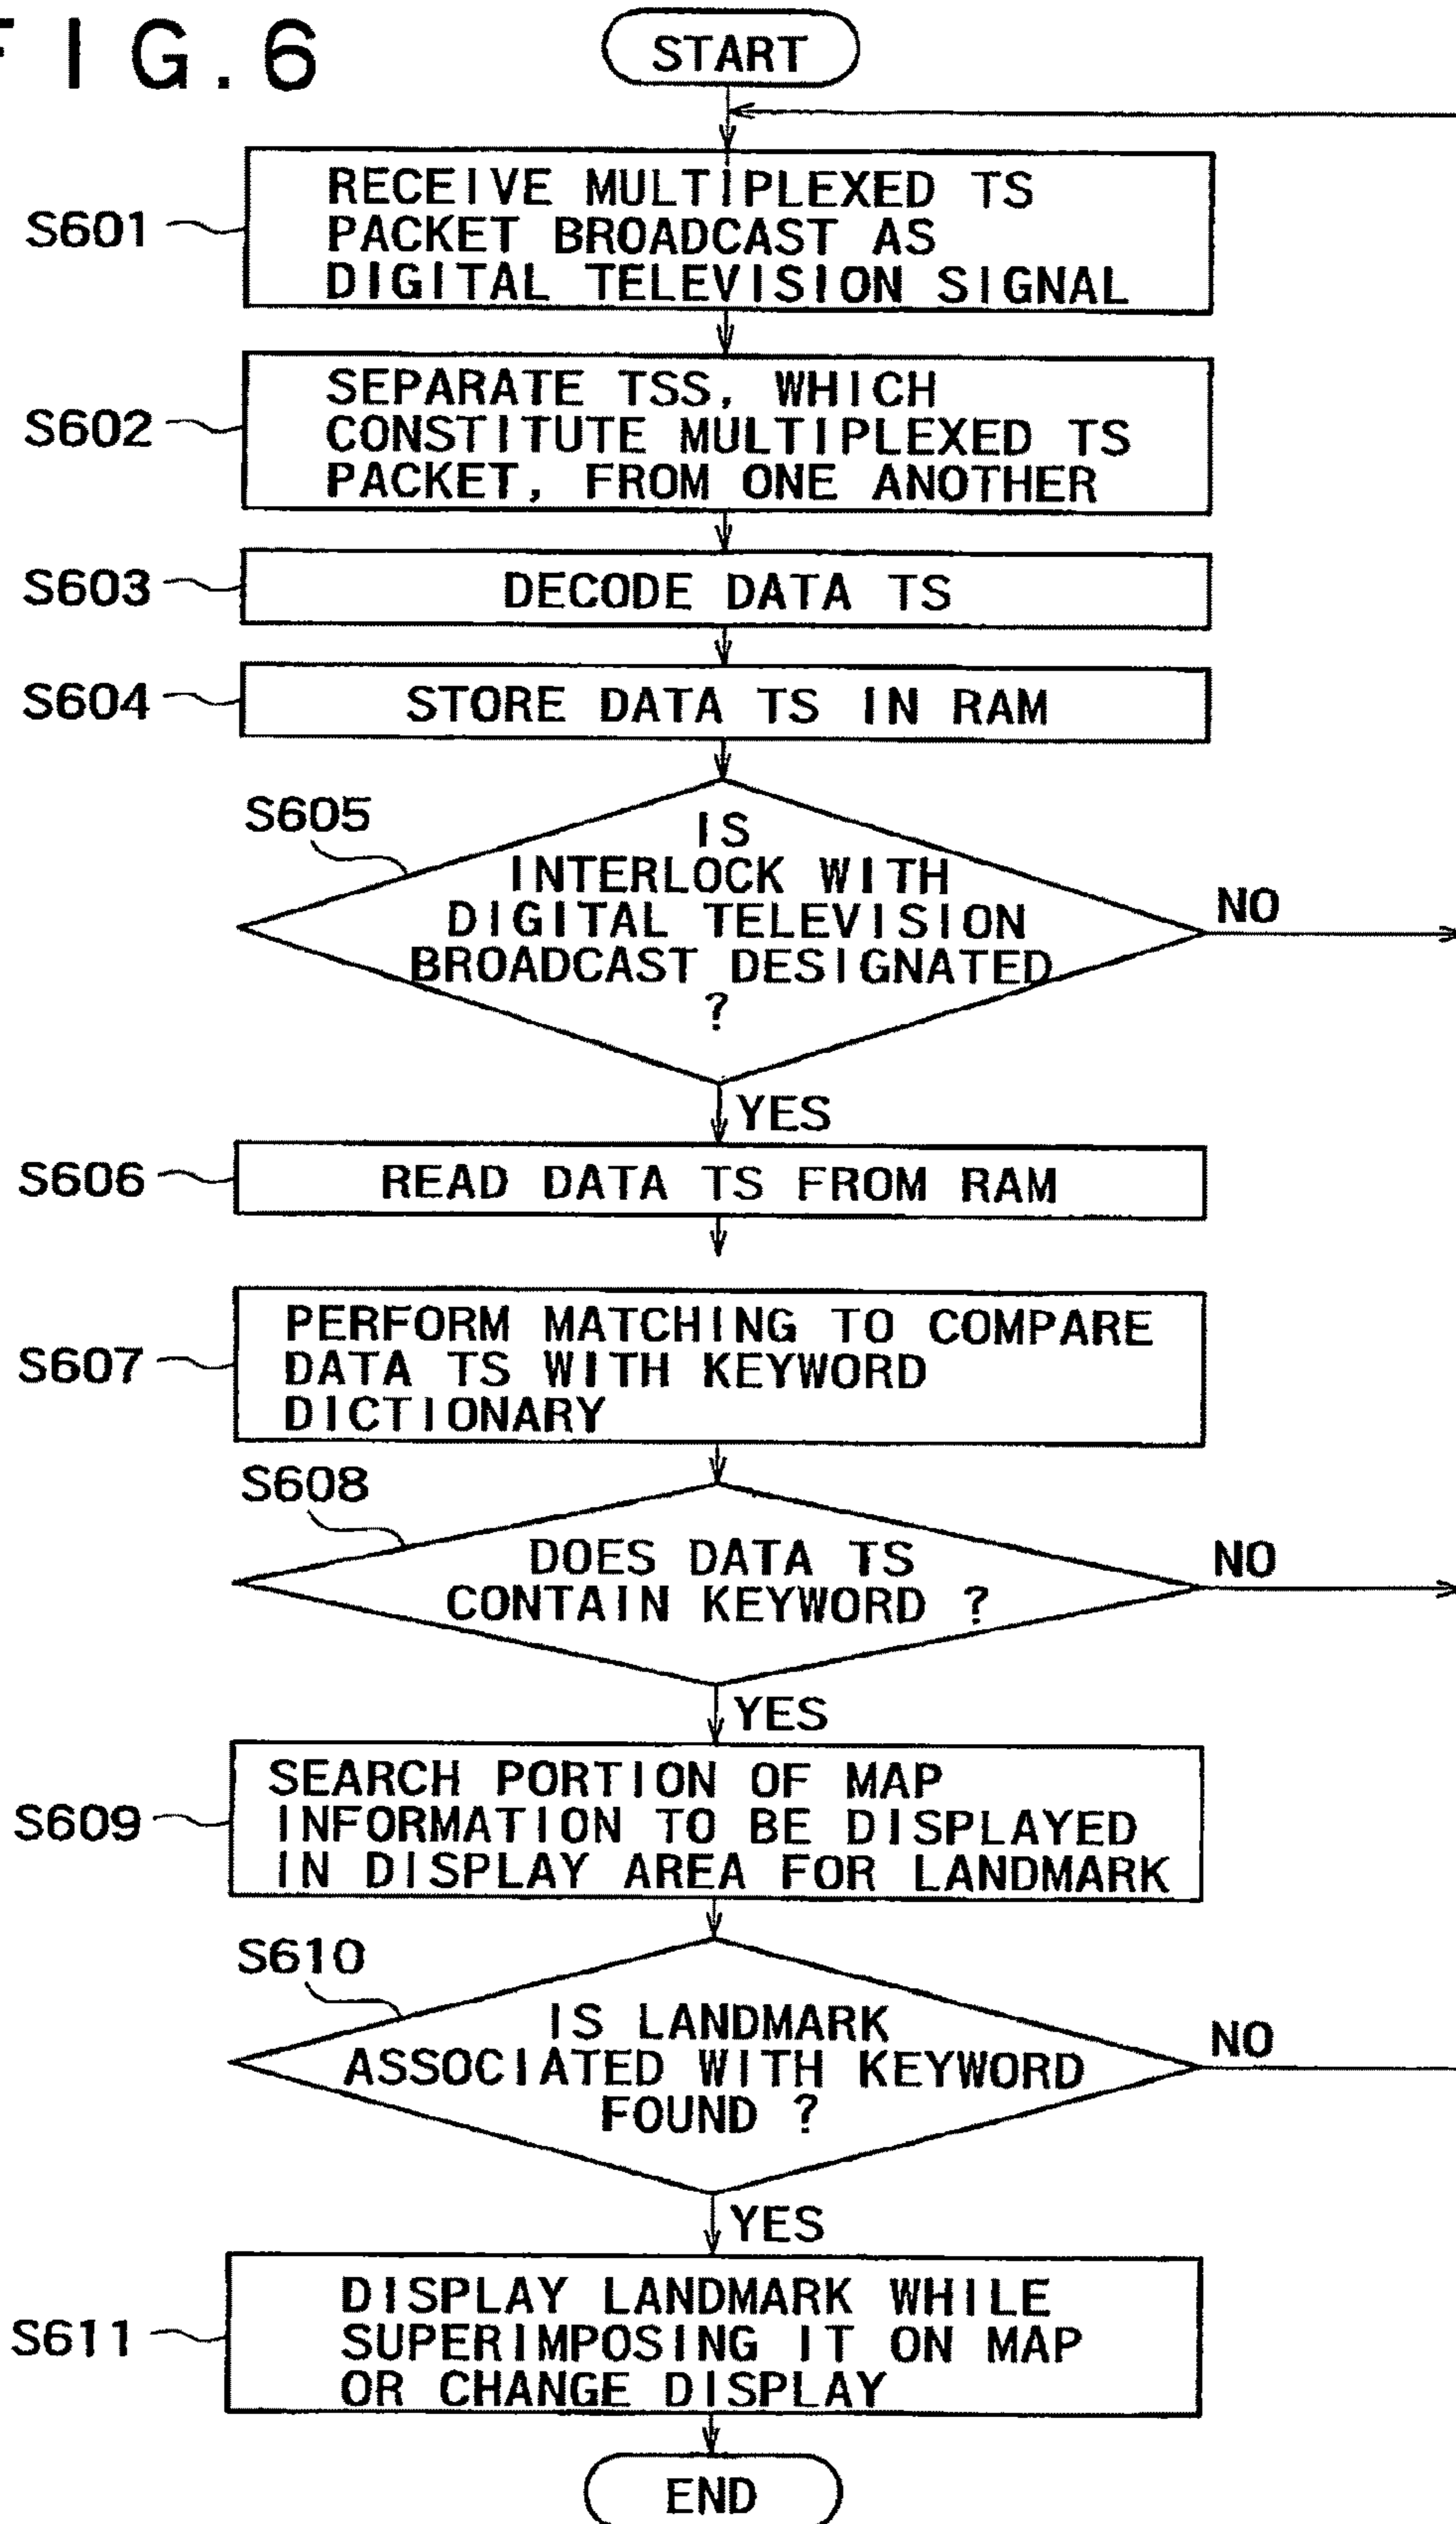 FIG.6
START
S601
RECEIVE MULTIPLEXED TS
PACKET BROADCAST AS
DIGITAL TELEVISION SIGNAL
S602
SEPARATE TSS, WHICH
CONSTITUTE MULTIPLEXED TS
PACKET, FROM ONE ANOTHER
S603
DECODE DATA TS
S604
STORE DATA TS IN RAM
S605
IS
INTERLOCK WITH
DIGITAL TELEVISION
BROADCAST DESIGNATED
?
NO
YES
S606
READ DATA TS FROM RAM
S607
PERFORM MATCHING TO COMPARE
DATA TS WITH KEYWORD
DICTIONARY
S608
DOES DATA TS
CONTAIN KEYWORD ?
NO
YES
S609
SEARCH PORTION OF MAP
INFORMATION TO BE DISPLAYED
IN DISPLAY AREA FOR LANDMARK
S610
IS LANDMARK
ASSOCIATED WITH KEYWORD
FOUND ?
NO
YES
S611
DISPLAY LANDMARK WHILE
SUPERIMPOSING IT ON MAP
OR CHANGE DISPLAY
END